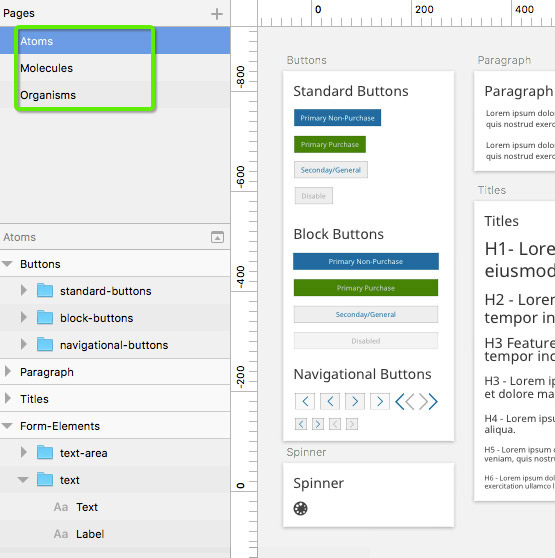 Pages
Atoms
Molecules
Organisms
Atoms
Buttons
standard-buttons
block-buttons
navigational-buttons
Paragraph
Titles
Form-Elements
text-area
text
Aa Text
Aa Label
0 200 400
-800
-600
-400
-200
0
Buttons
Standard Buttons
Primary Non-Purchase
Primary Purchase
Seconday/General
Disable
Block Buttons
Primary Non-Purchase
Primary Purchase
Seconday/General
Disabled
Navigational Buttons
Spinner
Spinner
Paragraph
Paragraph
Lorem ipsum dolo
quis nostrud exerc
Lorem ipsum dolo
quis nostrud exerc
Titles
Titles
H1- Lore
eiusmod
H2 - Loren
tempor in
H3 Feature
tempor inc
H3 - Lorem ip
et dolore ma
H4 - Lorem ipsu
aliqua.
H5 - Lorem ipsum dol
veniam, quis nostrud
H6 - Lorem ipsum dolo
exercitation ullamco l